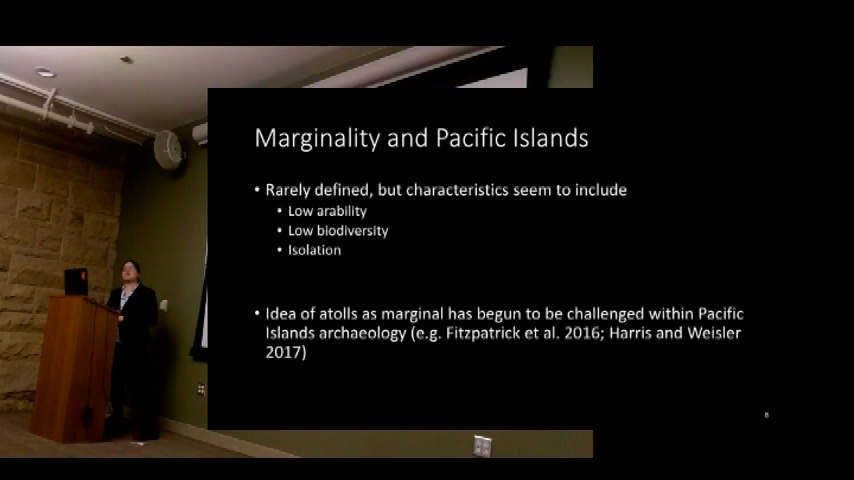 Marginality and Pacific Islands
• Rarely defined, but characteristics seem to include
• Low arability
• Low biodiversity
• Isolation
• Idea of atolls as marginal has begun to be challenged within Pacific
Islands archaeology (e.g. Fitzpatrick et al. 2016; Harris and Weisler
2017)
8